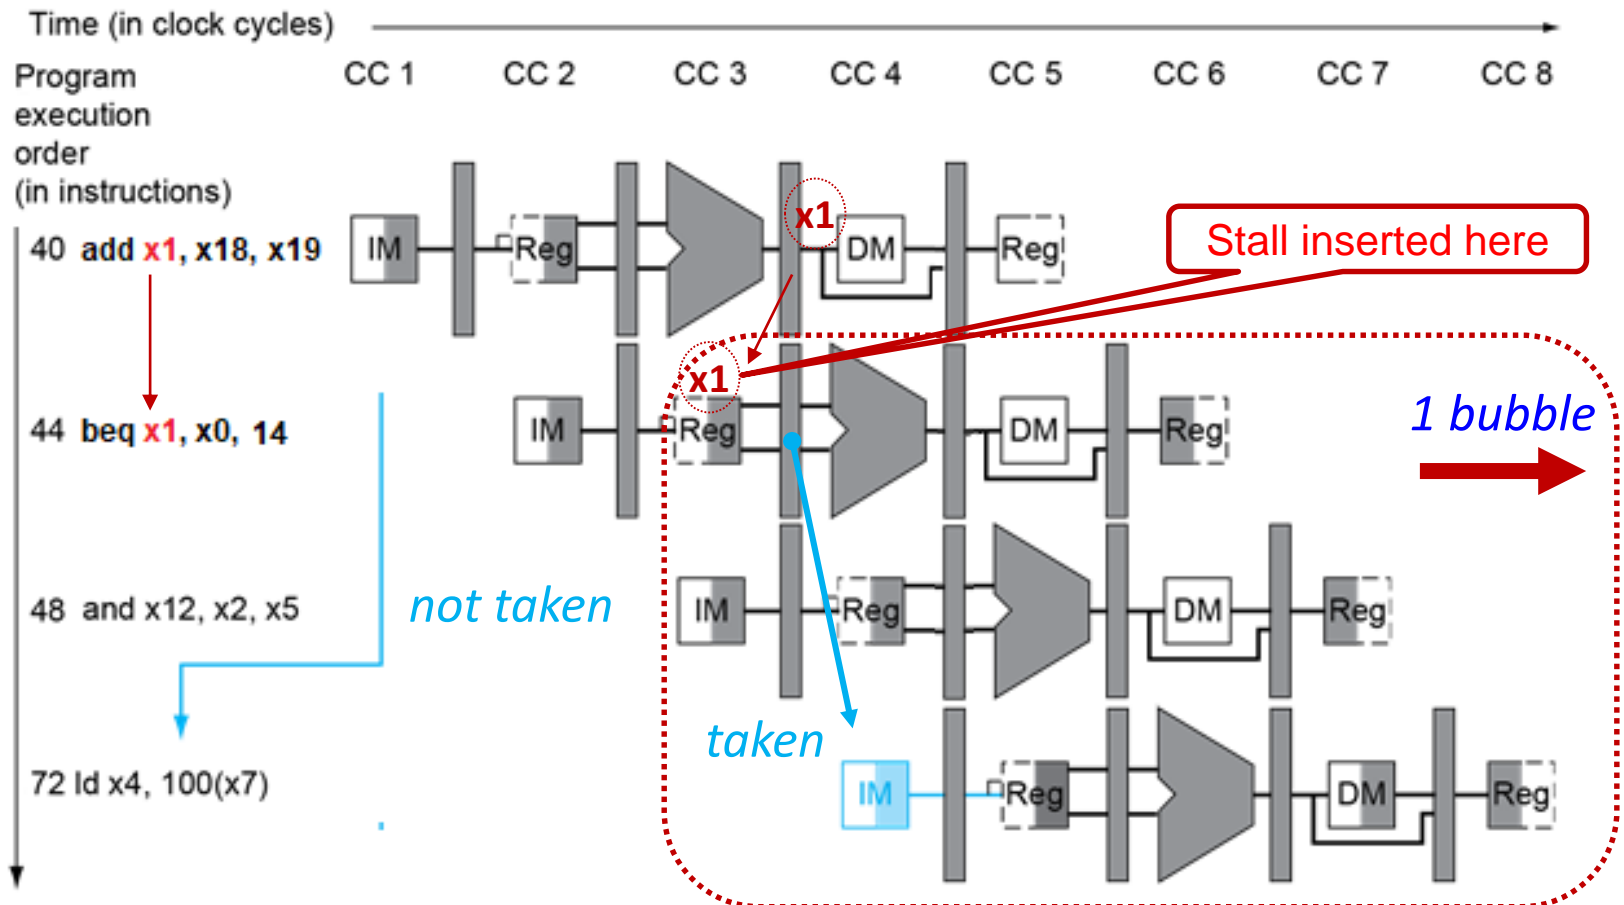 Time (in clock cycles)
Program
execution
order
(in instructions)
CC 1 CC 2 CC 3 CC 4 CC 5 CC 6 CC 7 CC 8
40 add x1, x18, x19
IM Reg x1 DM Reg
Stall inserted here
x1
44 beq x1, x0, 14
IM Reg DM Reg
1 bubble
48 and x12, x2, x5
not taken
IM Reg DM Reg
taken
72 ld x4, 100(x7)
IM Reg DM Reg